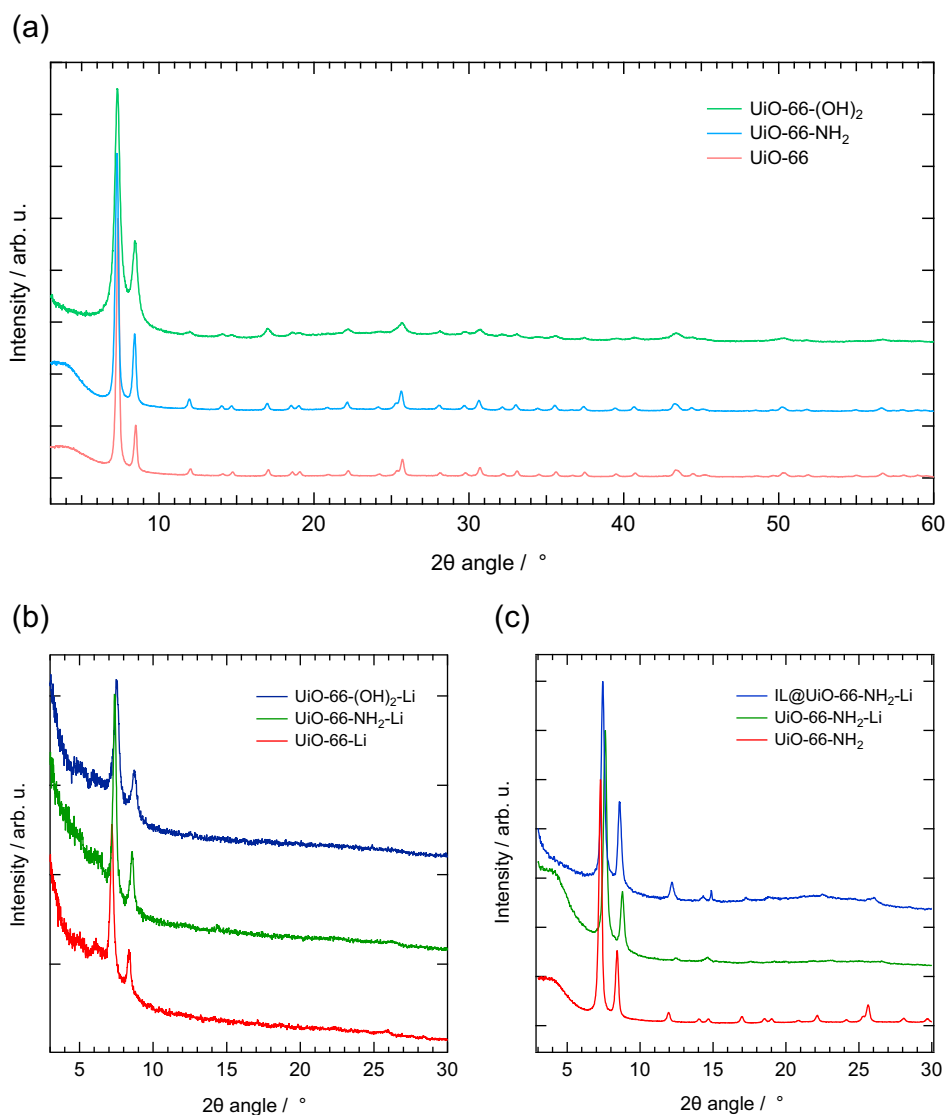 (a)
UiO-66-(OH)₂
UiO-66-NH₂
UiO-66
Intensity / arb. u.
10 20 30 40 50 60
2θ angle / °
(b)
UiO-66-(OH)₂-Li
UiO-66-NH₂-Li
UiO-66-Li
Intensity / arb. u.
5 10 15 20 25 30
2θ angle / °
(c)
IL@UiO-66-NH₂-Li
UiO-66-NH₂-Li
UiO-66-NH₂
Intensity / arb. u.
5 10 15 20 25 30
2θ angle / °